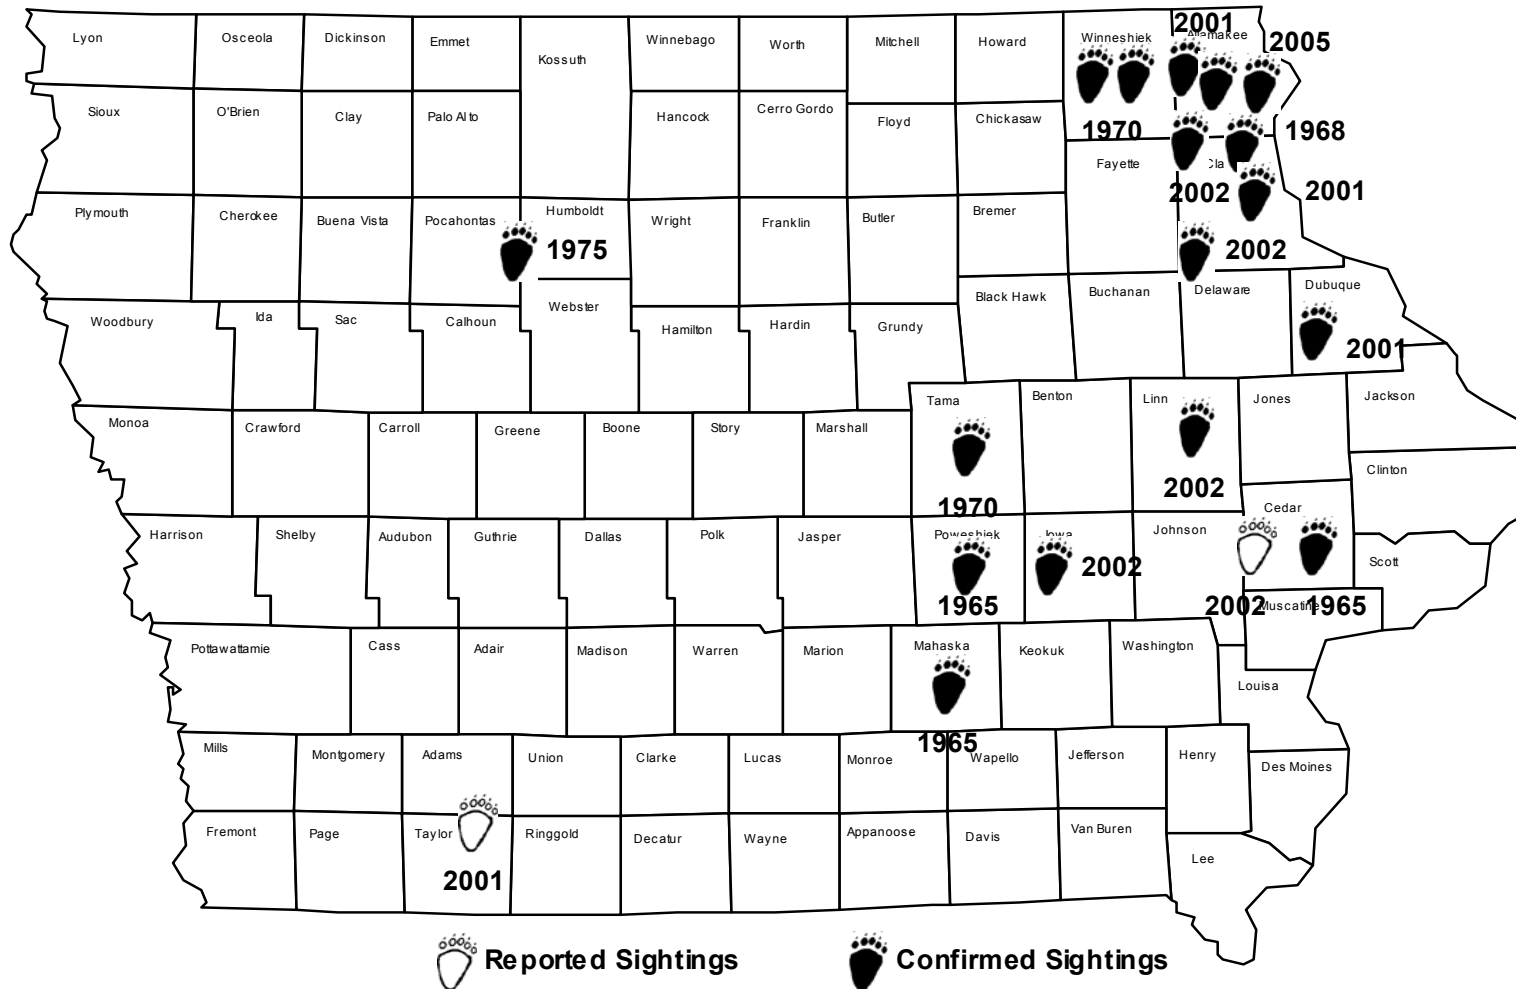 2001
Lyon Osceola Dickinson Emmet Kossuth Winnebago Worth Mitchell Howard Winneshiek Allamakee 2005
Sioux O'Brien Clay Palo Alto Hancock Cerro Gordo Floyd Chickasaw 1970 1968
Fayette Cla 2002 2001
Plymouth Cherokee Buena Vista Pocahontas Humboldt Wright Franklin Butler Bremer
1975 2002
Woodbury Ida Sac Calhoun Webster Hamilton Hardin Grundy Black Hawk Buchanan Delaware Dubuque
2001
Monoa Crawford Carroll Greene Boone Story Marshall Tama Benton Linn Jones Jackson
Clinton
1970 2002
Cedar
Harrison Shelby Audubon Guthrie Dallas Polk Jasper Poweshiek Iowa Johnson Scott
2002
1965 2002 Muscatine 1965
Pottawattamie Cass Adair Madison Warren Marion Mahaska Keokuk Washington
Louisa
1965
Mills Montgomery Adams Union Clarke Lucas Monroe Wapello Jefferson Henry Des Moines
Fremont Page Taylor Ringgold Decatur Wayne Appanoose Davis Van Buren Lee
2001
Reported Sightings Confirmed Sightings